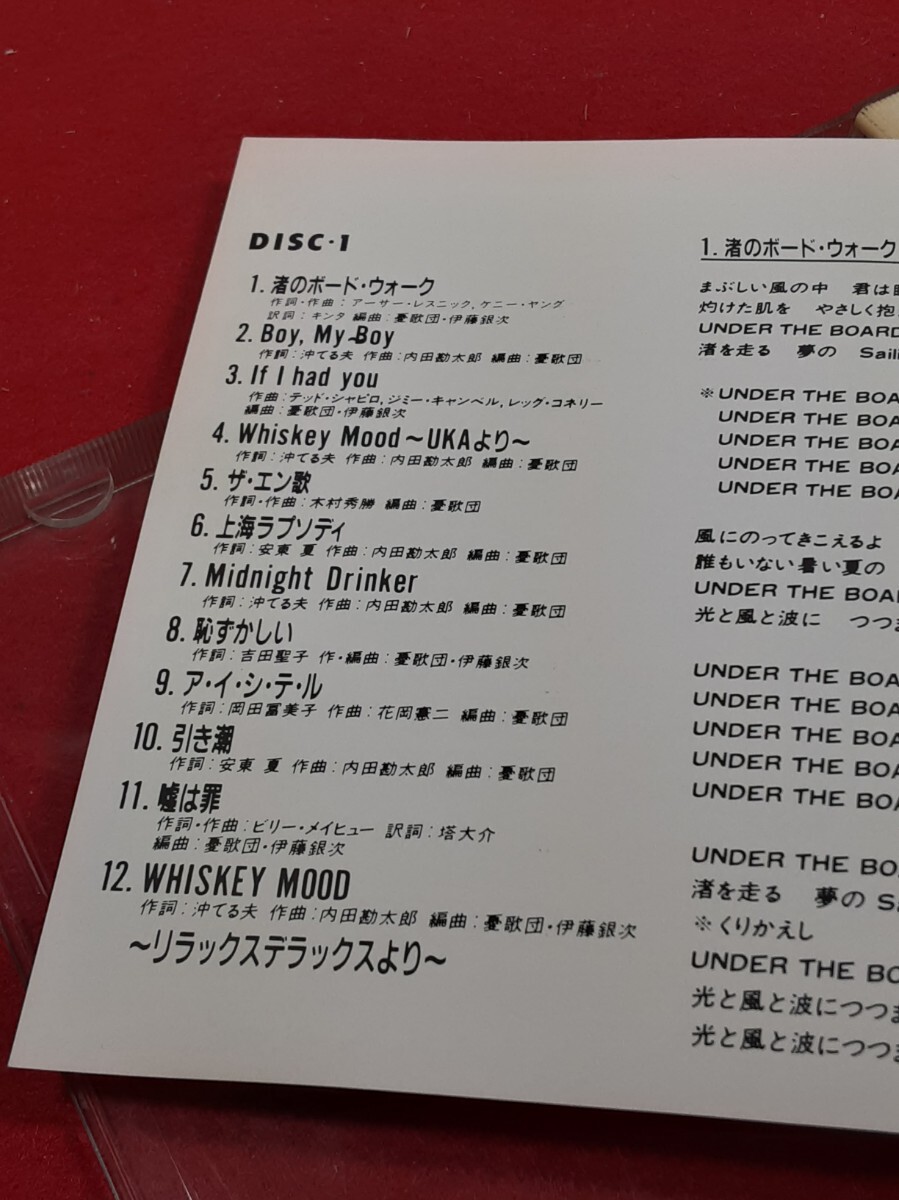 DISC・1
1. 渚のボード・ウォーク
作詞・作曲：アーサー・レスニック, ケニー・ヤング
訳詞：キンタ 編曲：憂歌団・伊藤銀次
2. Boy, My Boy
作詞：沖てる夫 作曲：内田勘太郎 編曲：憂歌団
3. If I had you
作曲：テッド・シャピロ, ジミー・キャンベル, レッグ・コネリー
編曲：憂歌団・伊藤銀次
4. Whiskey Mood〜UKAより〜
作詞：沖てる夫 作曲：内田勘太郎 編曲：憂歌団
5. ザ・エン歌
作詞・作曲：木村秀勝 編曲：憂歌団
6. 上海ラプソディ
作詞：安東 夏 作曲：内田勘太郎 編曲：憂歌団
7. Midnight Drinker
作詞：沖てる夫 作曲：内田勘太郎 編曲：憂歌団
8. 恥ずかしい
作詞：吉田聖子 作・編曲：憂歌団・伊藤銀次
9. ア・イ・シ・テ・ル
作詞：岡田冨美子 作曲：花岡憲二 編曲：憂歌団
10. 引き潮
作詞：安東 夏 作曲：内田勘太郎 編曲：憂歌団
11. 嘘は罪
作詞・作曲：ビリー・メイヒュー 訳詞：塔大介
編曲：憂歌団・伊藤銀次
12. WHISKEY MOOD
作詞：沖てる夫 作曲：内田勘太郎 編曲：憂歌団・伊藤銀次
〜リラックスデラックスより〜
1. 渚のボード・ウォーク
まぶしい風の中 君は
灼けた肌を やさしく抱
UNDER THE BOARD
渚を走る 夢の Saili
※UNDER THE BOA
UNDER THE BOA
UNDER THE BOA
UNDER THE BOA
UNDER THE BOA
風にのってきこえるよ
誰もいない暑い夏の
UNDER THE BOAR
光と風と波に つつま
UNDER THE BOA
UNDER THE BOA
UNDER THE BOA
UNDER THE BOA
UNDER THE BOA
UNDER THE BOA
渚を走る 夢の Sa
※くりかえし
UNDER THE BO
光と風と波につつま
光と風と波につつ